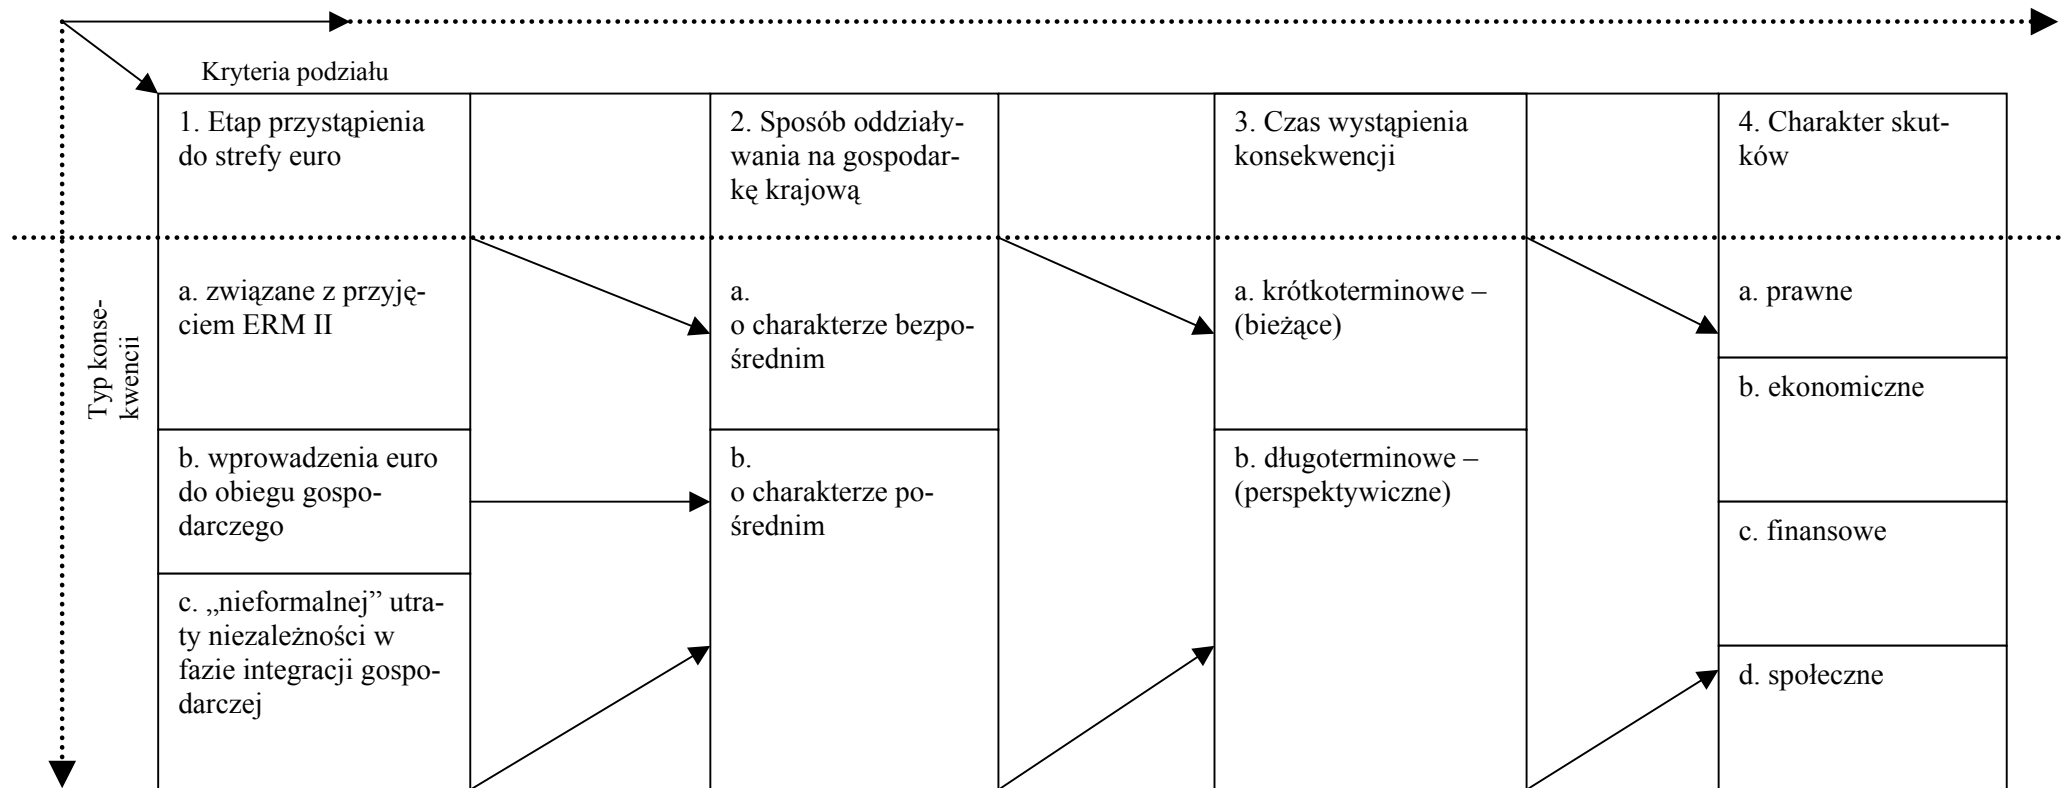 Kryteria podziału
1. Etap przystąpienia
do strefy euro
2. Sposób oddziały-
wania na gospodar-
kę krajową
3. Czas wystąpienia
konsekwencji
4. Charakter skut-
ków
Typ konse-
kwencii
a. związane z przyję-
ciem ERM II
a.
o charakterze bezpo-
średnim
a. krótkoterminowe –
(bieżące)
a. prawne
b. ekonomiczne
b. wprowadzenia euro
do obiegu gospo-
darczego
b.
o charakterze po-
średnim
b. długoterminowe –
(perspektywiczne)
c. finansowe
c. „nieformalnej” utra-
ty niezależności w
fazie integracji gospo-
darczej
d. społeczne